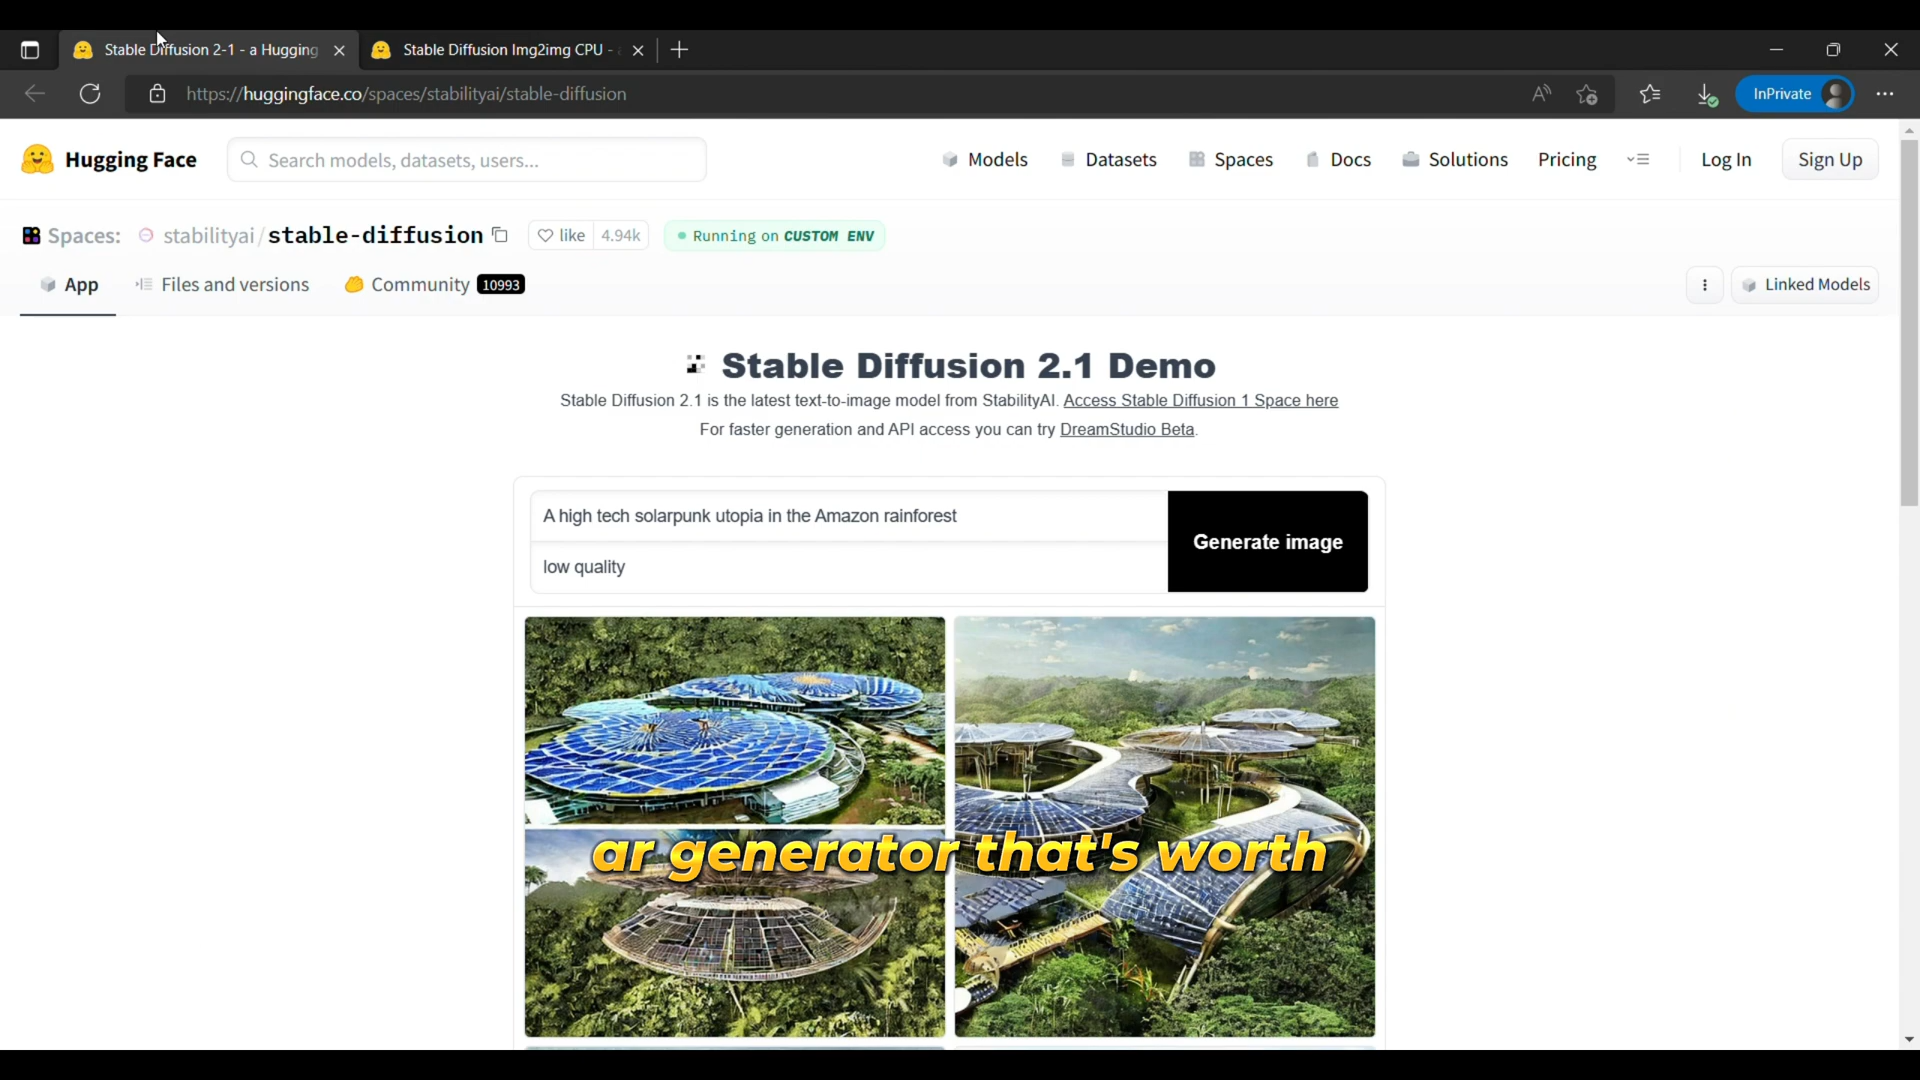 Stable Diffusion 2-1 - a Hugging
Stable Diffusion Img2img CPU -
https://huggingface.co/spaces/stabilityai/stable-diffusion
InPrivate
Hugging Face
Search models, datasets, users...
Models
Datasets
Spaces
Docs
Solutions
Pricing
Log In
Sign Up
Spaces:
stabilityai/stable-diffusion
like
4.94k
Running on CUSTOM ENV
App
Files and versions
Community 10993
Linked Models
Stable Diffusion 2.1 Demo
Stable Diffusion 2.1 is the latest text-to-image model from StabilityAI. Access Stable Diffusion 1 Space here
For faster generation and API access you can try DreamStudio Beta.
A high tech solarpunk utopia in the Amazon rainforest
low quality
Generate image
ar generator that's worth